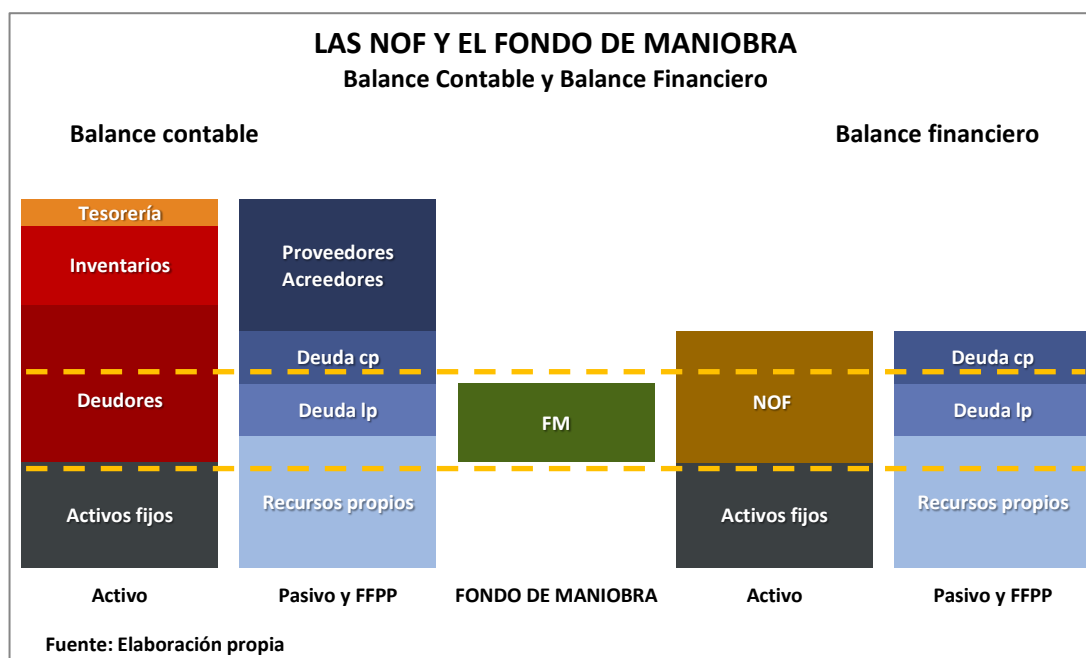 LAS NOF Y EL FONDO DE MANIOBRA
Balance Contable y Balance Financiero
Balance contable
Balance financiero
Tesorería
Inventarios
Deudores
Activos fijos
Proveedores
Acreedores
Deuda cp
Deuda lp
Recursos propios
FM
NOF
Activos fijos
Deuda cp
Deuda lp
Recursos propios
Activo
Pasivo y FFPP
FONDO DE MANIOBRA
Activo
Pasivo y FFPP
Fuente: Elaboración propia